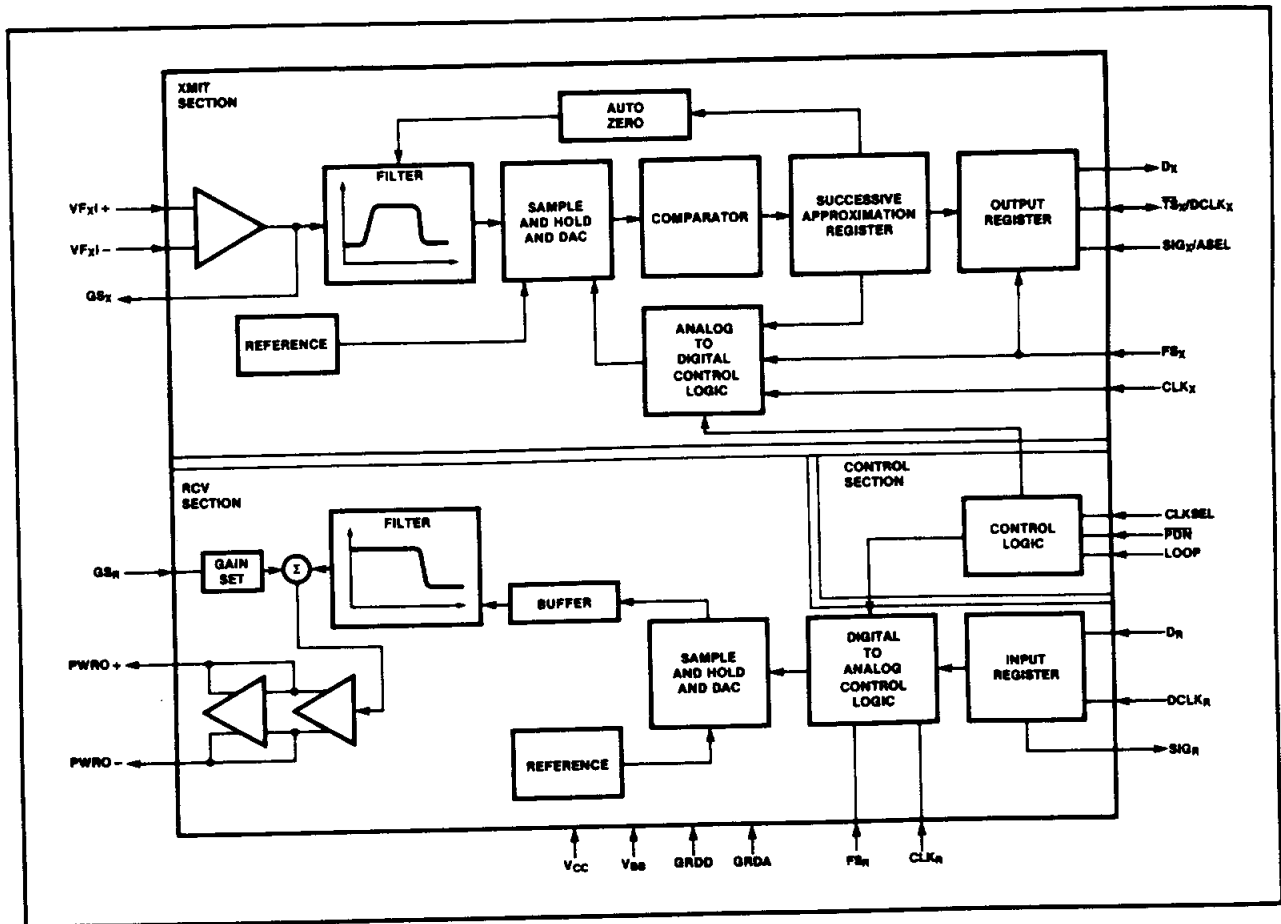 XMIT
SECTION
AUTO
ZERO
FILTER
SAMPLE
AND HOLD
AND DAC
COMPARATOR
SUCCESSIVE
APPROXIMATION
REGISTER
OUTPUT
REGISTER
VFXI +
VFXI −
GSX
DX
TSX/DCLKX
SIGX/ASEL
REFERENCE
ANALOG
TO
DIGITAL
CONTROL
LOGIC
FSX
CLKX
RCV
SECTION
CONTROL
SECTION
FILTER
GSR
GAIN
SET
Σ
BUFFER
CONTROL
LOGIC
CLKSEL
PDN
LOOP
PWRO +
PWRO −
SAMPLE
AND HOLD
AND DAC
DIGITAL
TO
ANALOG
CONTROL
LOGIC
INPUT
REGISTER
DR
DCLKR
SIGR
REFERENCE
VCC
VBB
GRDD
GRDA
FSR
CLKR